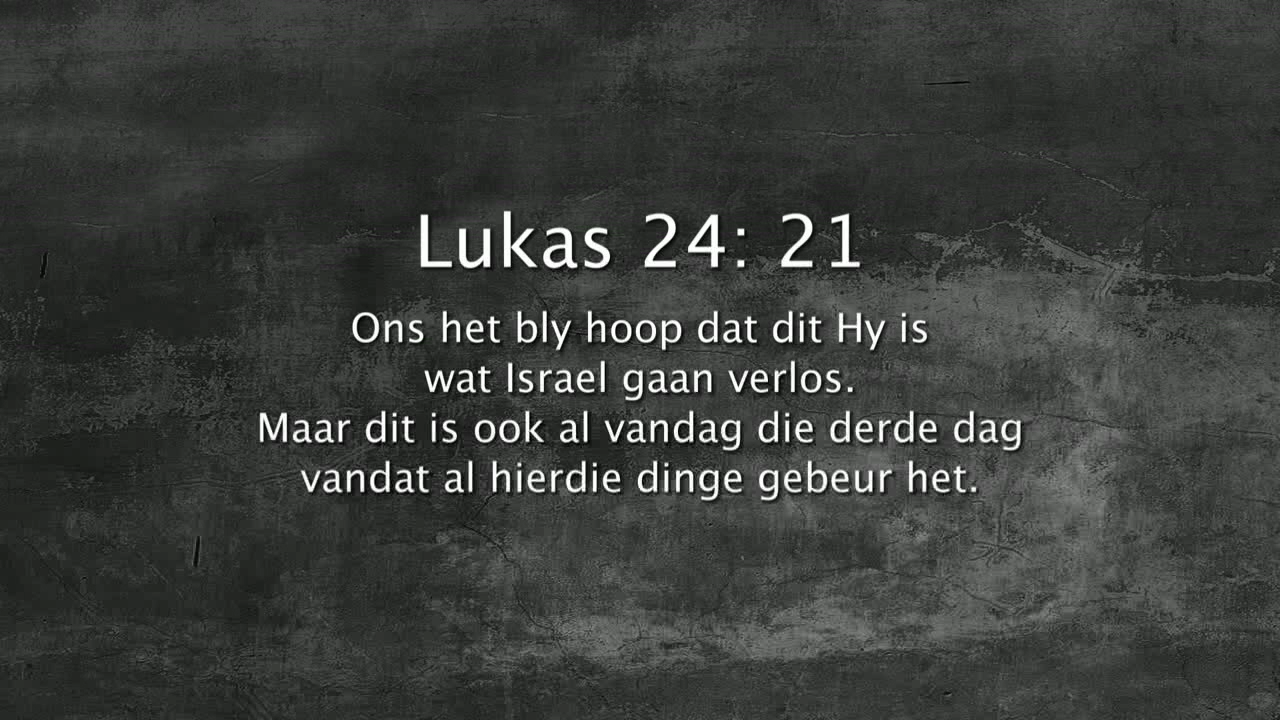 Lukas 24: 21
Ons het bly hoop dat dit Hy is
wat Israel gaan verlos.
Maar dit is ook al vandag die derde dag
vandat al hierdie dinge gebeur het.